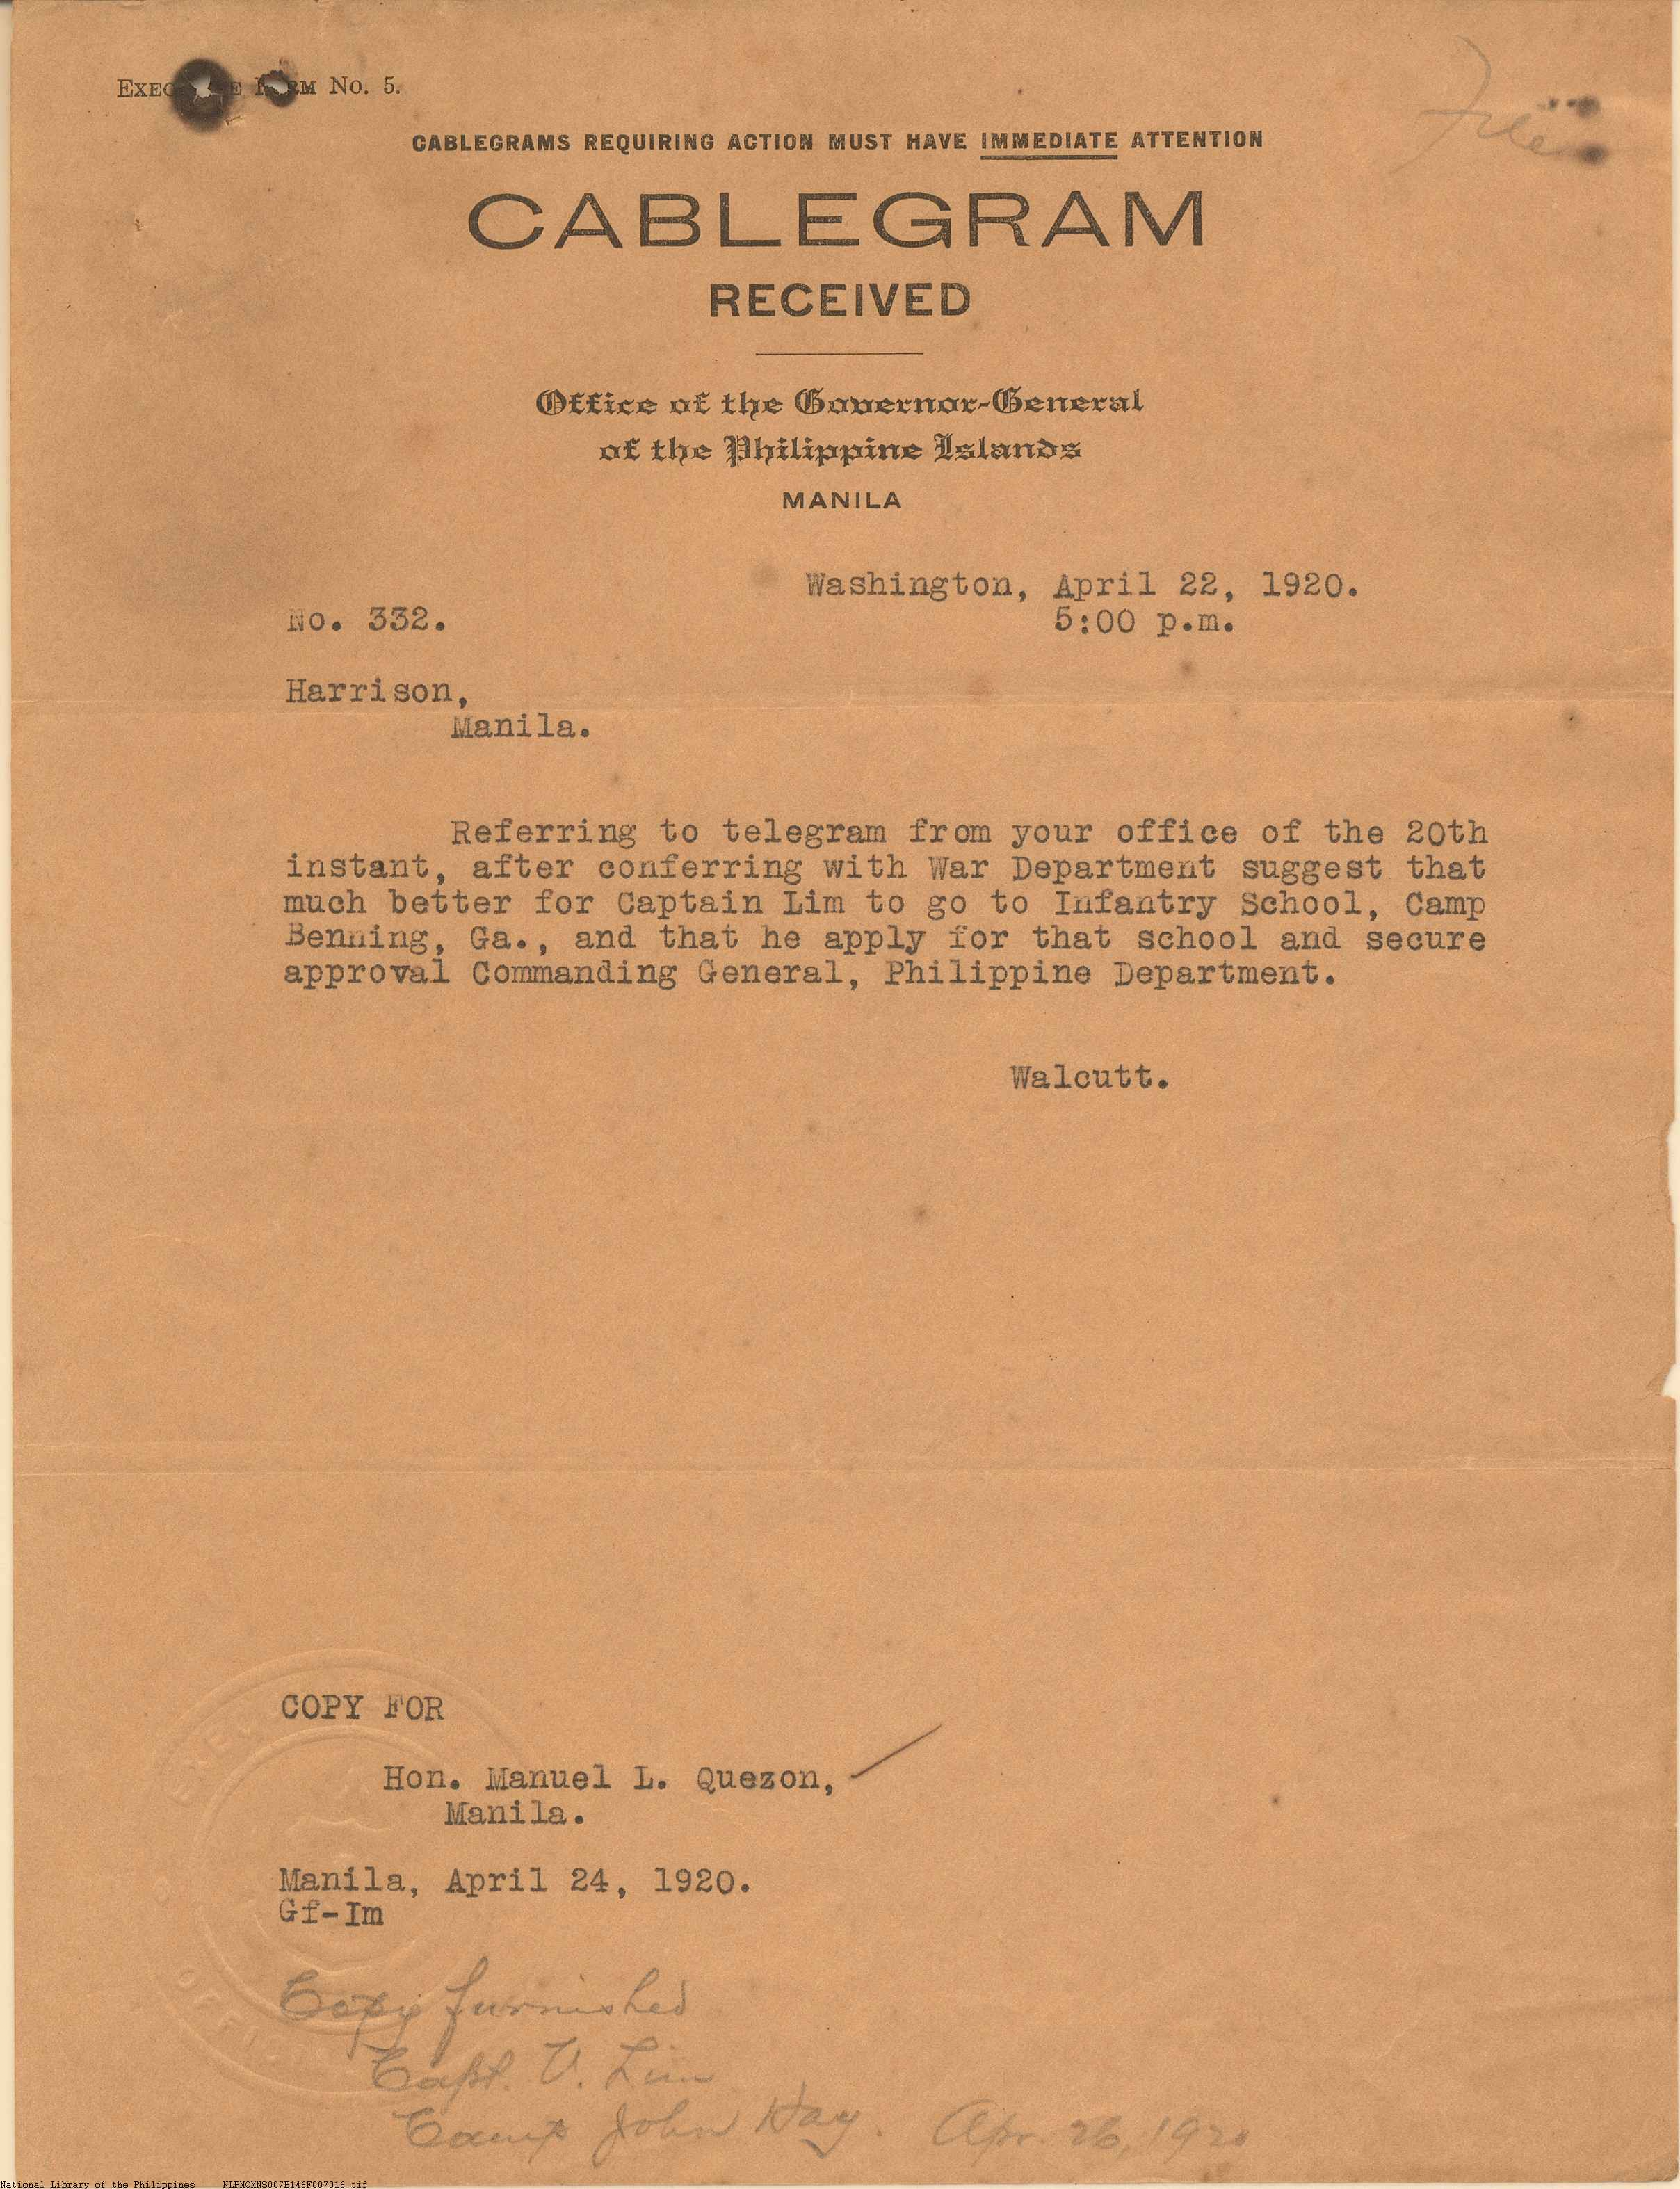 EXECUTIVE FORM No. 5.
File
CABLEGRAMS REQUIRING ACTION MUST HAVE IMMEDIATE ATTENTION
CABLEGRAM
RECEIVED
Office of the Governor-General
of the Philippine Islands
MANILA
Washington, April 22, 1920.
No. 332. 5:00 p.m.
Harrison,
Manila.
Referring to telegram from your office of the 20th
instant, after conferring with War Department suggest that
much better for Captain Lim to go to Infantry School, Camp
Benning, Ga., and that he apply for that school and secure
approval Commanding General, Philippine Department.
Walcutt.
COPY FOR
Hon. Manuel L. Quezon,
Manila.
Manila, April 24, 1920.
Gf-Im
Copy furnished
Capt. V. Lim
Camp John Hay. Apr. 26, 1920
National Library of the Philippines NLPMQMNS007B146F007016.tif